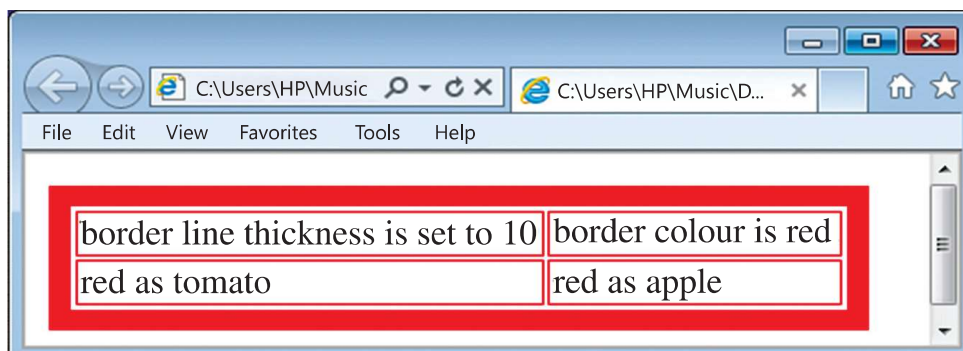 C:\Users\HP\Music
C:\Users\HP\Music\D...
File Edit View Favorites Tools Help
border line thickness is set to 10 border colour is red
red as tomato red as apple